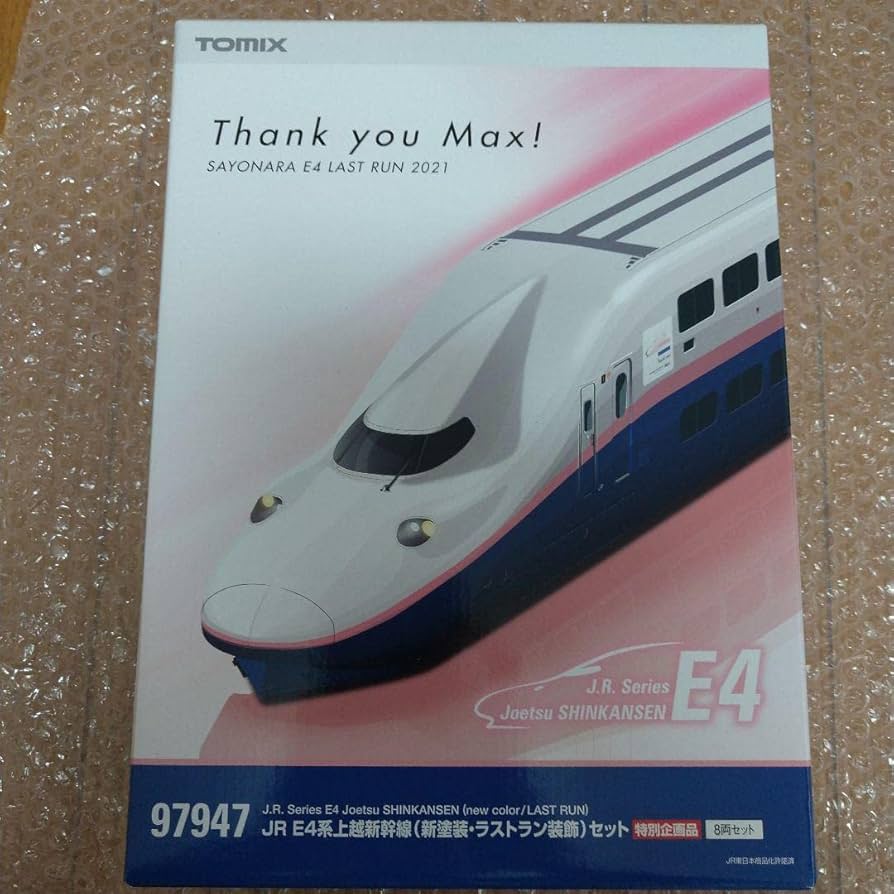 TOMIX
Thank you Max!
SAYONARA E4 LAST RUN 2021
J.R. Series
Joetsu SHINKANSEN E4
97947
J.R. Series E4 Joetsu SHINKANSEN (new color/LAST RUN)
JR E4系上越新幹線(新塗装・ラストラン装飾)セット 特別企画品 8両セット
JR東日本商品化許諾済